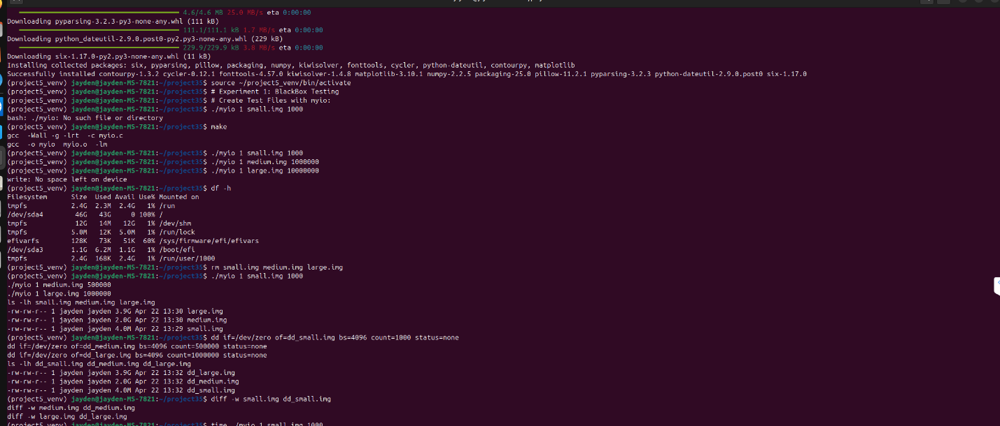 4.6/4.6 MB 25.0 MB/s eta 0:00:00
Downloading pyparsing-3.2.3-py3-none-any.whl (111 kB)
111.1/111.1 kB 1.7 MB/s eta 0:00:00
Downloading python_dateutil-2.9.0.post0-py2.py3-none-any.whl (229 kB)
229.9/229.9 kB 3.8 MB/s eta 0:00:00
Downloading six-1.17.0-py2.py3-none-any.whl (11 kB)
Installing collected packages: six, pyparsing, pillow, packaging, numpy, kiwisolver, fonttools, cycler, python-dateutil, contourpy, matplotlib
Successfully installed contourpy-1.3.2 cycler-0.12.1 fonttools-4.57.0 kiwisolver-1.4.8 matplotlib-3.10.1 numpy-2.2.5 packaging-25.0 pillow-11.2.1 pyparsing-3.2.3 python-dateutil-2.9.0.post0 six-1.17.0
(project5_venv) jayden@jayden-MS-7821:~/project35$ source ~/project5_venv/bin/activate
(project5_venv) jayden@jayden-MS-7821:~/project35$ # Experiment 1: BlackBox Testing
(project5_venv) jayden@jayden-MS-7821:~/project35$ # Create Test Files with myio:
(project5_venv) jayden@jayden-MS-7821:~/project35$ ./myio 1 small.img 1000
bash: ./myio: No such file or directory
(project5_venv) jayden@jayden-MS-7821:~/project35$ make
gcc  -Wall -g -lrt  -c myio.c
gcc  -o myio  myio.o  -lm
(project5_venv) jayden@jayden-MS-7821:~/project35$ ./myio 1 small.img 1000
(project5_venv) jayden@jayden-MS-7821:~/project35$ ./myio 1 medium.img 1000000
(project5_venv) jayden@jayden-MS-7821:~/project35$ ./myio 1 large.img 10000000
write: No space left on device
(project5_venv) jayden@jayden-MS-7821:~/project35$ df -h
Filesystem      Size  Used Avail Use% Mounted on
tmpfs           2.4G  2.3M  2.4G   1% /run
/dev/sda4        46G   43G     0 100% /
tmpfs            12G   14M   12G   1% /dev/shm
tmpfs           5.0M   12K  5.0M   1% /run/lock
efivarfs        128K   73K   51K  60% /sys/firmware/efi/efivars
/dev/sda3       1.1G  6.2M  1.1G   1% /boot/efi
tmpfs           2.4G  168K  2.4G   1% /run/user/1000
(project5_venv) jayden@jayden-MS-7821:~/project35$ rm small.img medium.img large.img
(project5_venv) jayden@jayden-MS-7821:~/project35$ ./myio 1 small.img 1000
./myio 1 medium.img 500000
./myio 1 large.img 1000000
ls -lh small.img medium.img large.img
-rw-rw-r-- 1 jayden jayden 3.9G Apr 22 13:30 large.img
-rw-rw-r-- 1 jayden jayden 2.0G Apr 22 13:30 medium.img
-rw-rw-r-- 1 jayden jayden 4.0M Apr 22 13:29 small.img
(project5_venv) jayden@jayden-MS-7821:~/project35$ dd if=/dev/zero of=dd_small.img bs=4096 count=1000 status=none
dd if=/dev/zero of=dd_medium.img bs=4096 count=500000 status=none
dd if=/dev/zero of=dd_large.img bs=4096 count=1000000 status=none
ls -lh dd_small.img dd_medium.img dd_large.img
-rw-rw-r-- 1 jayden jayden 3.9G Apr 22 13:32 dd_large.img
-rw-rw-r-- 1 jayden jayden 2.0G Apr 22 13:32 dd_medium.img
-rw-rw-r-- 1 jayden jayden 4.0M Apr 22 13:32 dd_small.img
(project5_venv) jayden@jayden-MS-7821:~/project35$ diff -w small.img dd_small.img
diff -w medium.img dd_medium.img
diff -w large.img dd_large.img
(project5_venv) jayden@jayden-MS-7821:~/project35$ time ./myio 1 small.img 1000